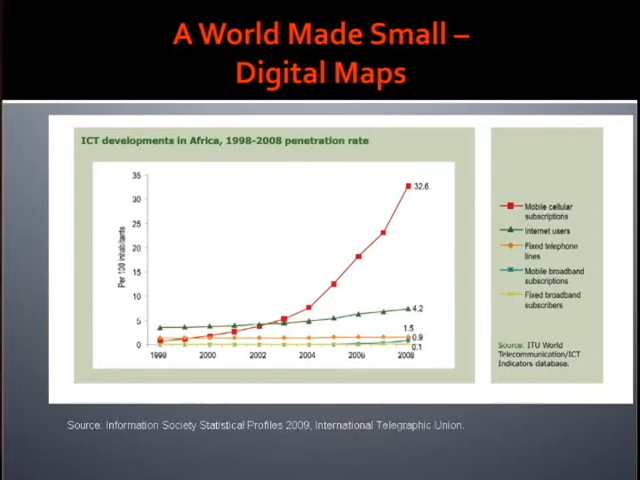 A World Made Small –
Digital Maps
ICT developments in Africa, 1998-2008 penetration rate
35
30
25
20
15
10
5
0
Per 100 inhabitants
1998
2000
2002
2004
2006
2008
32.6
4.2
1.5
0.9
0.1
Mobile cellular
subscriptions
Internet users
Fixed telephone
lines
Mobile broadband
subscriptions
Fixed broadband
subscribers
Source: ITU World
Telecommunication/ICT
Indicators database.
Source: Information Society Statistical Profiles 2009, International Telegraphic Union.